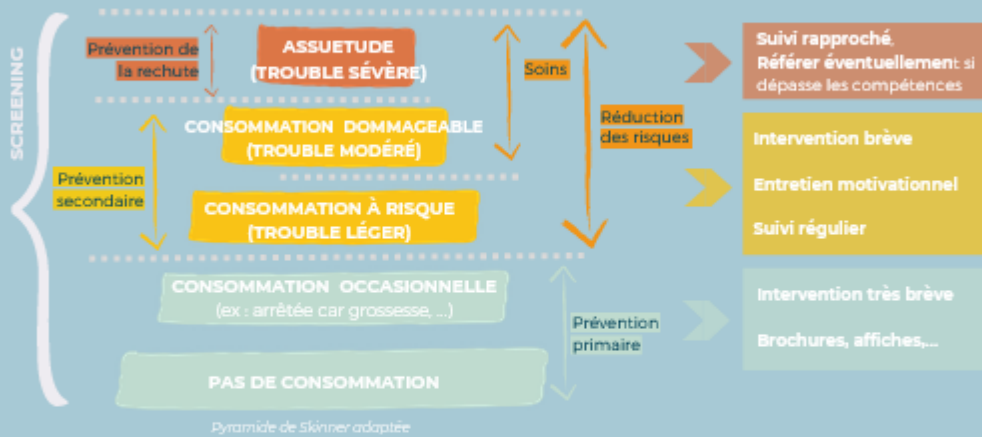 SCREENING
Prévention de
la rechute
ASSUETUDE
(TROUBLE SÉVÈRE)
CONSOMMATION DOMMAGEABLE
(TROUBLE MODÉRÉ)
Prévention
secondaire
CONSOMMATION À RISQUE
(TROUBLE LÉGER)
CONSOMMATION OCCASIONNELLE
(ex : arrêtée car grossesse, ...)
PAS DE CONSOMMATION
Pyramide de Skinner adaptée
Soins
Réduction
des risques
Prévention
primaire
Suivi rapproché,
Référer éventuellement si
dépasse les compétences
Intervention brève
Entretien motivationnel
Suivi régulier
Intervention très brève
Brochures, affiches,...